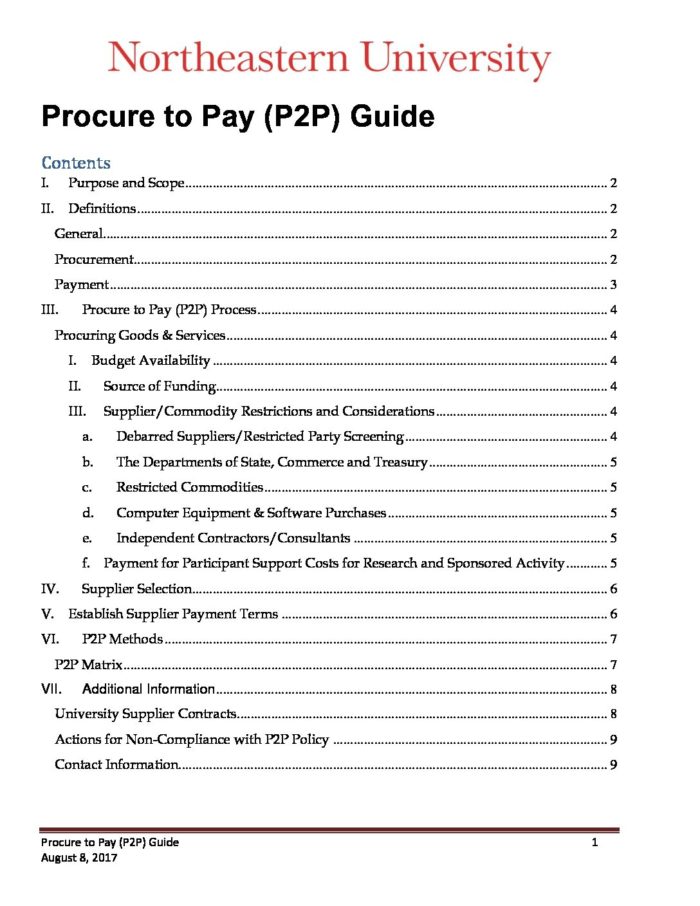 Northeastern University
Procure to Pay (P2P) Guide
Contents
I. Purpose and Scope 2
II. Definitions 2
General 2
Procurement 2
Payment 3
III. Procure to Pay (P2P) Process 4
Procuring Goods & Services 4
I. Budget Availability 4
II. Source of Funding 4
III. Supplier/Commodity Restrictions and Considerations 4
a. Debarred Suppliers/Restricted Party Screening 4
b. The Departments of State, Commerce and Treasury 5
c. Restricted Commodities 5
d. Computer Equipment & Software Purchases 5
e. Independent Contractors/Consultants 5
f. Payment for Participant Support Costs for Research and Sponsored Activity 5
IV. Supplier Selection 6
V. Establish Supplier Payment Terms 6
VI. P2P Methods 7
P2P Matrix 7
VII. Additional Information 8
University Supplier Contracts 8
Actions for Non-Compliance with P2P Policy 9
Contact Information 9
Procure to Pay (P2P) Guide 1
August 8, 2017